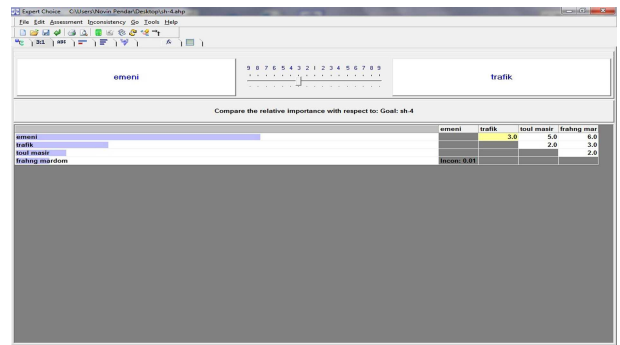 Expert Choice C:\Users\Novin Pendar\Desktop\sh-4.ahp
File Edit Assessment Inconsistency Go Tools Help
3:1 ABC
emeni
9 8 7 6 5 4 3 2 1 2 3 4 5 6 7 8 9
trafik
Compare the relative importance with respect to: Goal: sh-4
emeni trafik toul masir frahng mar
emeni 3.0 5.0 6.0
trafik 2.0 3.0
toul masir 2.0
frahng mardom Incon: 0.01